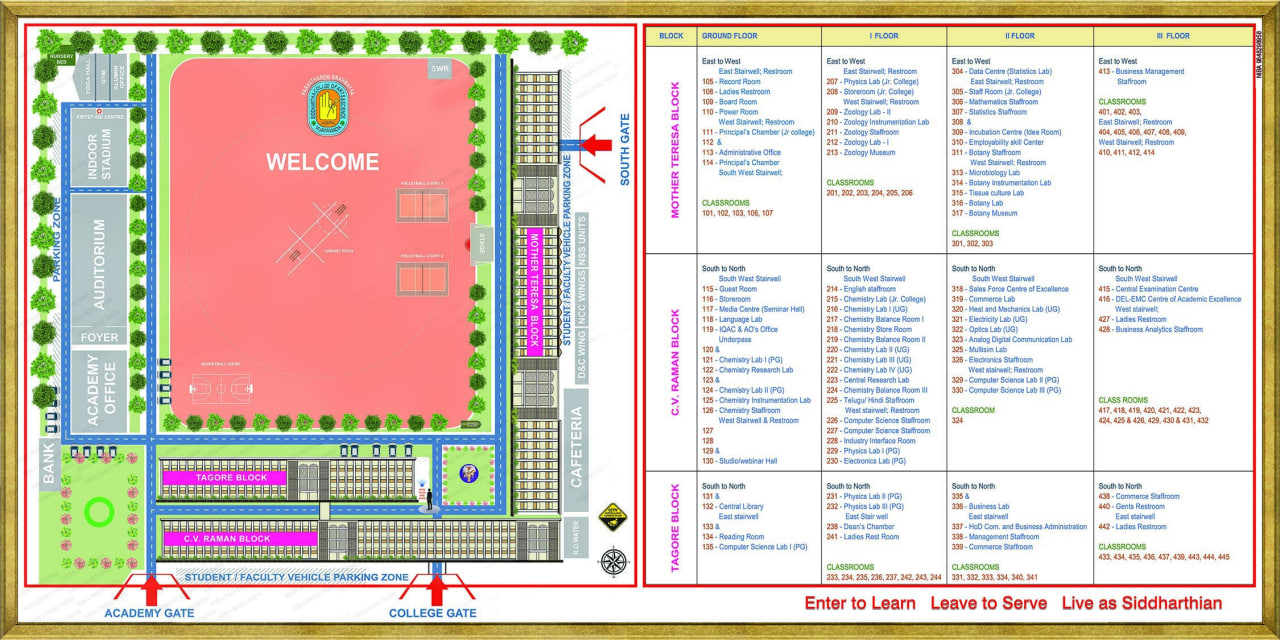 NURSERY
BED
YOGA HALL
GYM
ALUMNI
OFFICE
SWR
FIRTST AID CENTRE
INDOOR
STADIUM
PARKING ZONE
AUDITORIUM
FOYER
ACADEMY
OFFICE
BANK
PARVATHANENI BRAHMAYYA
SIDDHARTHA COLLEGE OF ARTS & SCIENCE
VIJAYAWADA
WELCOME
VOLLEYBALL COURT 1
VOLLEYBALL COURT 2
CRICKET PITCH
BASKETBALL COURT
STAGE
SOUTH GATE
STUDENT / FACULTY VEHICLE PARKING ZONE
MOTHER TERESA BLOCK
D&C WING
NCC WINGS
NSS UNITS
CAFETERIA
R.O.WATER
TAGORE BLOCK
C.V. RAMAN BLOCK
STUDENT / FACULTY VEHICLE PARKING ZONE
ACADEMY GATE
COLLEGE GATE
BLOCK
GROUND FLOOR
I FLOOR
II FLOOR
III FLOOR
MOTHER TERESA BLOCK
East to West
East Stairwell; Restroom
105 - Record Room
108 - Ladies Restroom
109 - Board Room
110 - Power Room
West Stairwell; Restroom
111 - Principal's Chamber (Jr college)
112 &
113 - Administrative Office
114 - Principal's Chamber
South West Stairwell;
CLASSROOMS
101, 102, 103, 106, 107
East to West
East Stairwell; Restroom
207 - Physics Lab (Jr. College)
208 - Storeroom (Jr. College)
West Stairwell; Restroom
209 - Zoology Lab - II
210 - Zoology Instrumentation Lab
211 - Zoology Staffroom
212 - Zoology Lab - I
213 - Zoology Museum
CLASSROOMS
201, 202, 203, 204, 205, 206
East to West
304 - Data Centre (Statistics Lab)
East Stairwell; Restroom
305 - Staff Room (Jr. College)
306 - Mathematics Staffroom
307 - Statistics Staffroom
308 &
309 - Incubation Centre (Idea Room)
310 - Employability skill Center
311 - Botany Staffroom
West Stairwell; Restroom
313 - Microbiology Lab
314 - Botany Instrumentation Lab
315 - Tissue culture Lab
316 - Botany Lab
317 - Botany Museum
CLASSROOMS
301, 302, 303
East to West
413 - Business Management
Staffroom
CLASSROOMS
401, 402, 403,
East Stairwell; Restroom
404, 405, 406, 407, 408, 409,
West Stairwell; Restroom
410, 411, 412, 414
C.V. RAMAN BLOCK
South to North
South West Stairwell
115 - Guest Room
116 - Storeroom
117 - Media Centre (Seminar Hall)
118 - Language Lab
119 - IQAC & AO's Office
Underpass
120 &
121 - Chemistry Lab I (PG)
122 - Chemistry Research Lab
123 &
124 - Chemistry Lab II (PG)
125 - Chemistry Instrumentation Lab
126 - Chemistry Staffroom
West Stairwell & Restroom
127
128
129 &
130 - Studio/webinar Hall
South to North
South West Stairwell
214 - English staffroom
215 - Chemistry Lab (Jr. College)
216 - Chemistry Lab I (UG)
217 - Chemistry Balance Room I
218 - Chemistry Store Room
219 - Chemistry Balance Room II
220 - Chemistry Lab II (UG)
221 - Chemistry Lab III (UG)
222 - Chemistry Lab IV (UG)
223 - Central Research Lab
224 - Chemistry Balance Room III
225 - Telugu/ Hindi Staffroom
West stairwell; Restroom
226 - Computer Science Staffroom
227 - Computer Science Staffroom
228 - Industry Interface Room
229 - Physics Lab I (PG)
230 - Electronics Lab (PG)
South to North
South West Stairwell
318 - Sales Force Centre of Excellence
319 - Commerce Lab
320 - Heat and Mechanics Lab (UG)
321 - Electricity Lab (UG)
322 - Optics Lab (UG)
323 - Analog Digital Communication Lab
325 - Multisim Lab
326 - Electronics Staffroom
West stairwell; Restroom
329 - Computer Science Lab II (PG)
330 - Computer Science Lab III (PG)
CLASSROOM
324
South to North
South West Stairwell
415 - Central Examination Centre
416 - DEL-EMC Centre of Academic Excellence
West stairwell;
427 - Ladies Restroom
428 - Business Analytics Staffroom
CLASS ROOMS
417, 418, 419, 420, 421, 422, 423,
424, 425 & 426, 429, 430 & 431, 432
TAGORE BLOCK
South to North
131 &
132 - Central Library
East stairwell
133 &
134 - Reading Room
135 - Computer Science Lab I (PG)
South to North
231 - Physics Lab II (PG)
232 - Physics Lab III (PG)
East Stair well
238 - Dean's Chamber
241 - Ladies Rest Room
CLASSROOMS
233, 234, 235, 236, 237, 242, 243, 244
South to North
335 &
336 - Business Lab
East stairwell
337 - HoD Com. and Business Administration
338 - Management Staffroom
339 - Commerce Staffroom
CLASSROOMS
331, 332, 333, 334, 340, 341
South to North
438 - Commerce Staffroom
440 - Gents Restroom
East stairwell
442 - Ladies Restroom
CLASSROOMS
433, 434, 435, 436, 437, 439, 443, 444, 445
Enter to Learn Leave to Serve Live as Siddharthian